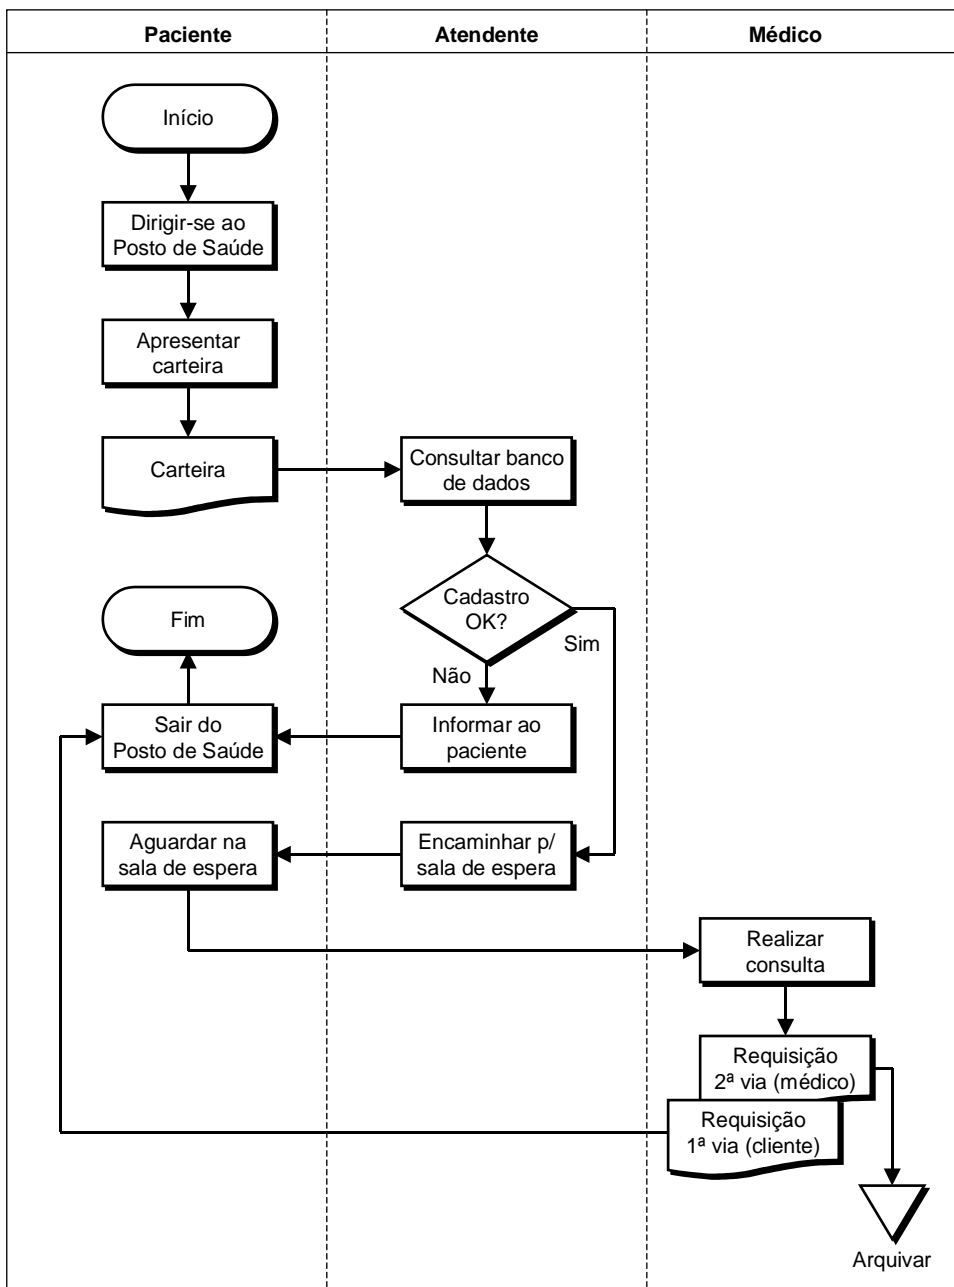 Paciente
Atendente
Médico
Início
Dirigir-se ao
Posto de Saúde
Apresentar
carteira
Carteira
Consultar banco
de dados
Cadastro
OK?
Sim
Não
Fim
Sair do
Posto de Saúde
Informar ao
paciente
Aguardar na
sala de espera
Encaminhar p/
sala de espera
Realizar
consulta
Requisição
2ª via (médico)
Requisição
1ª via (cliente)
Arquivar